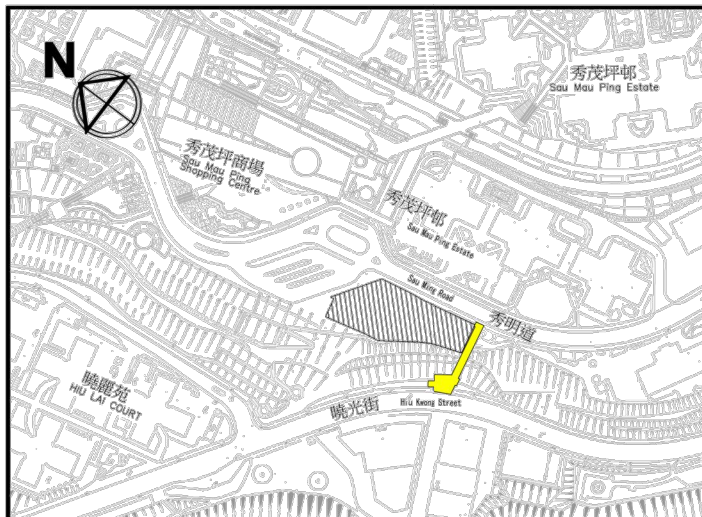 N
秀茂坪邨
Sau Mau Ping Estate
秀茂坪商場
Sau Mau Ping
Shopping Centre
秀茂坪邨
Sau Mau Ping Estate
Sau Ming Road
秀明道
曉麗苑
HIU LAI COURT
曉光街
Hiu Kwong Street